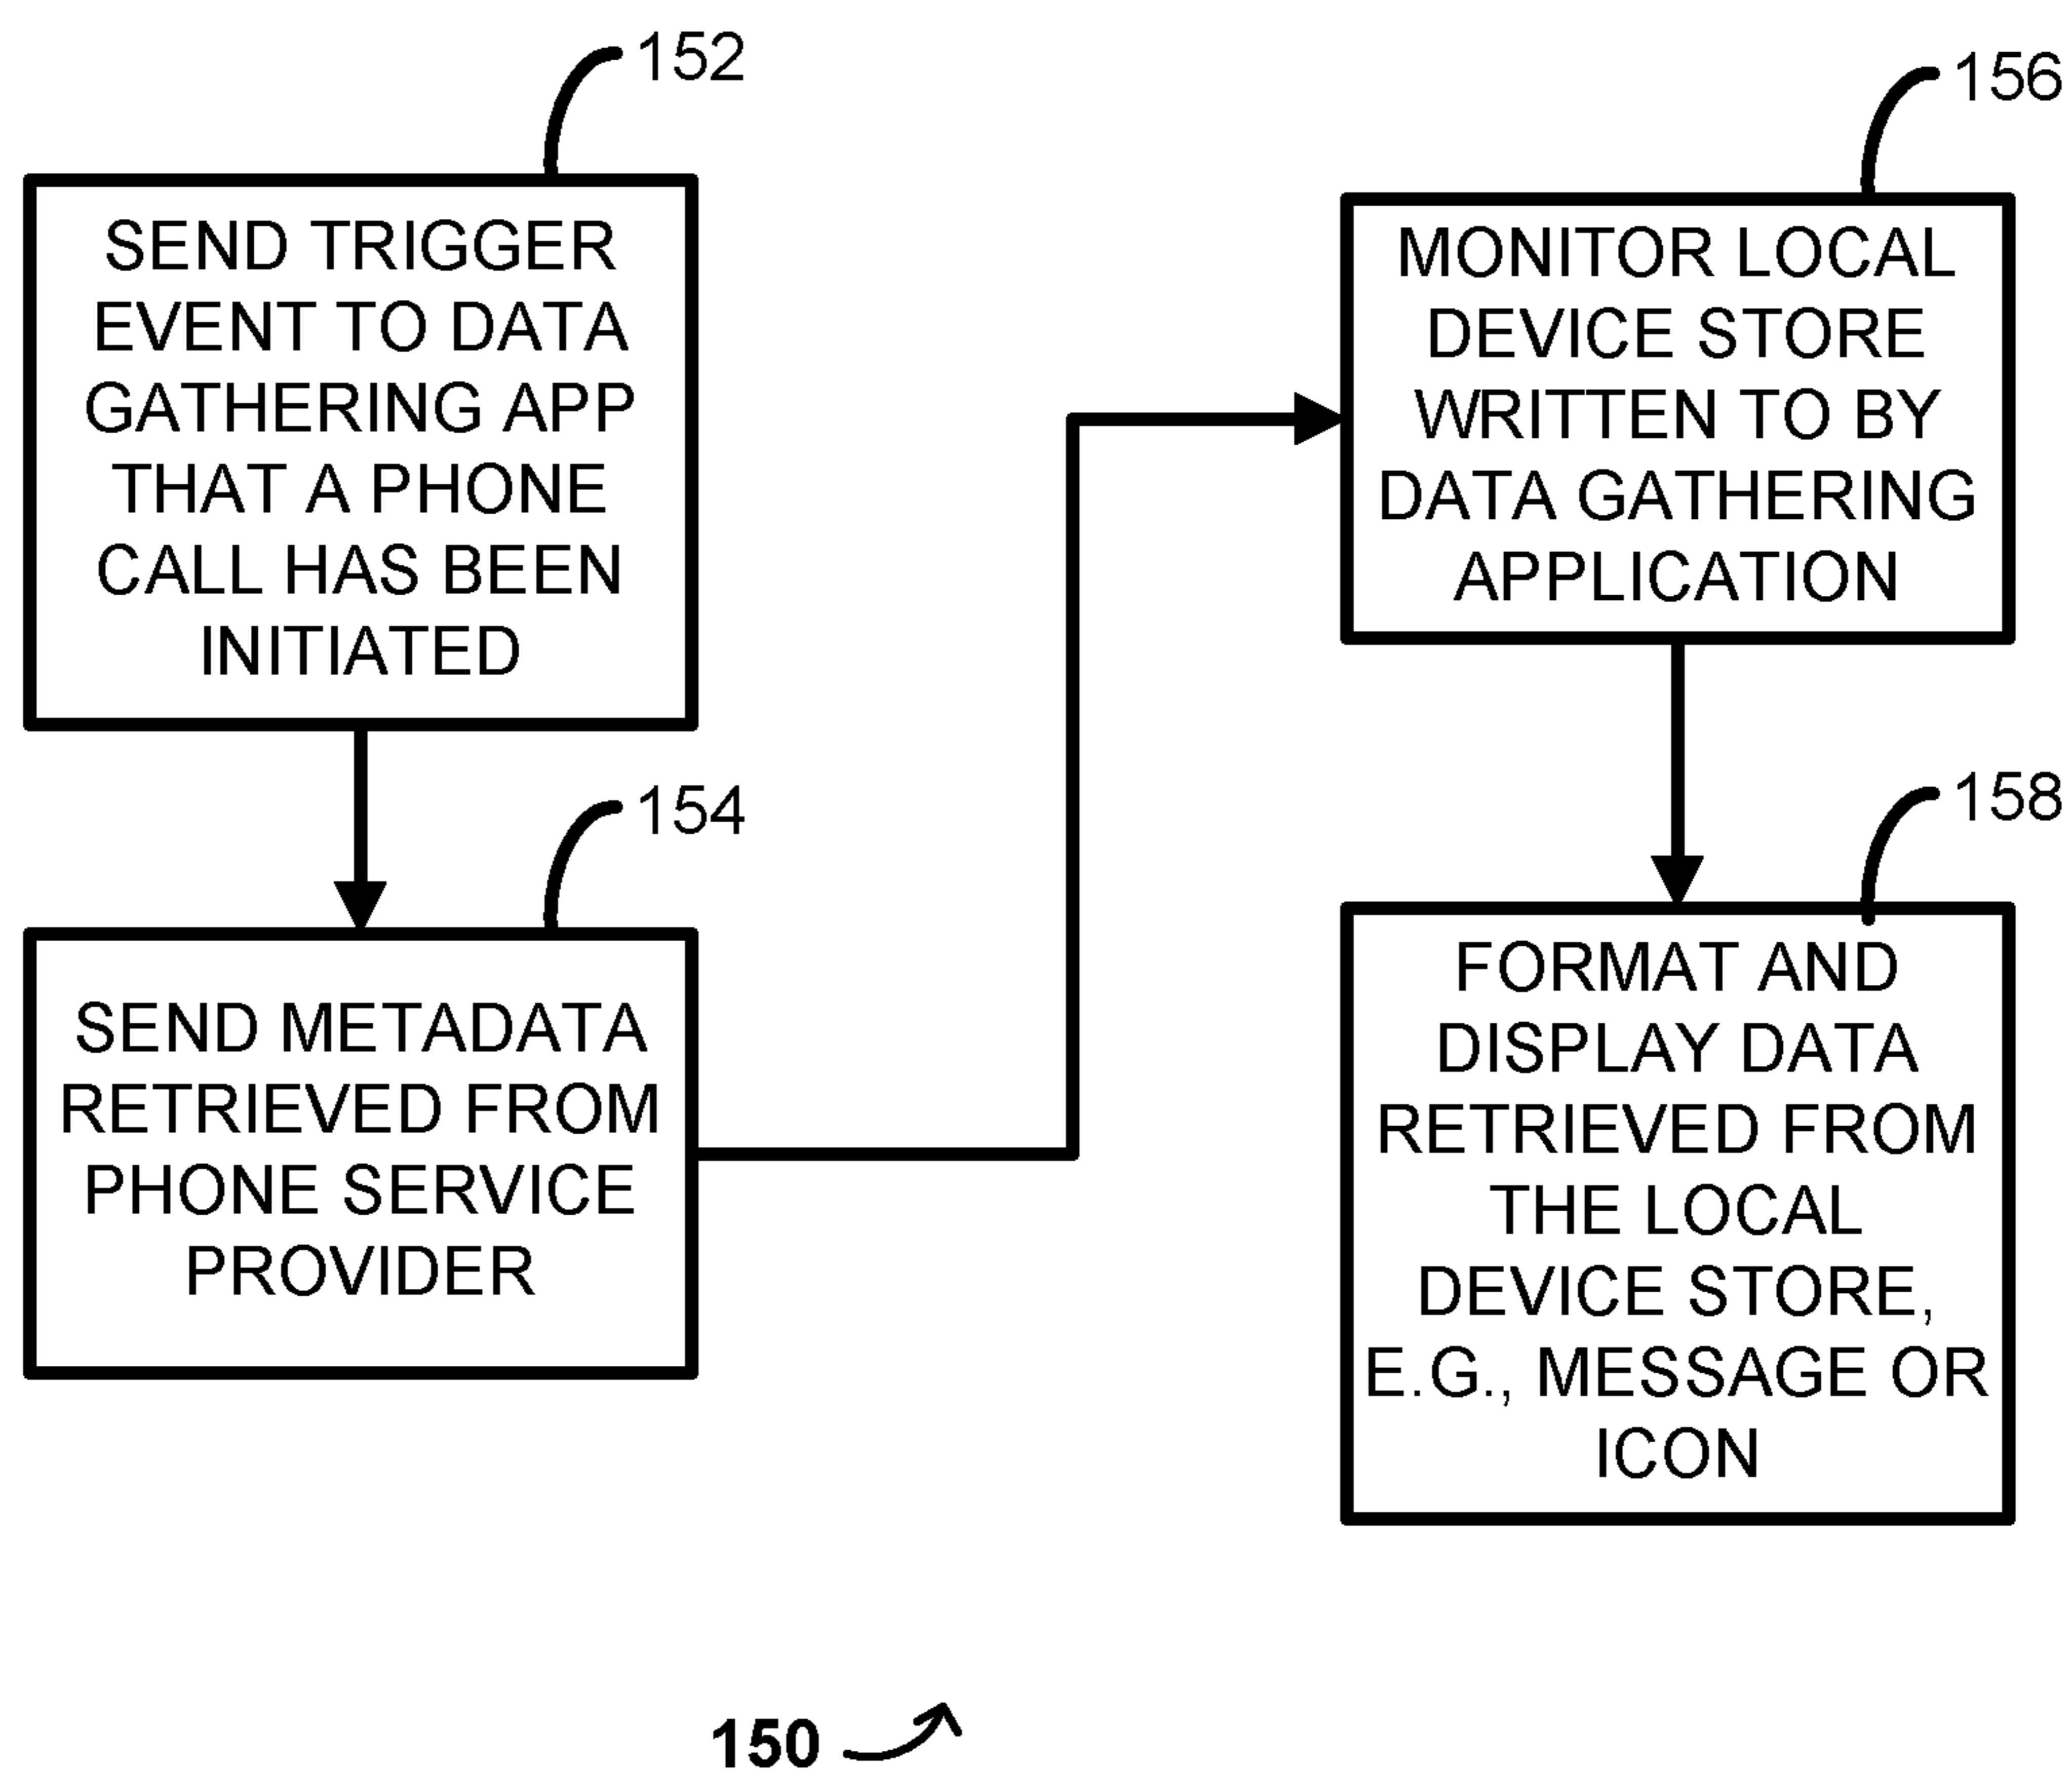 152
SEND TRIGGER
EVENT TO DATA
GATHERING APP
THAT A PHONE
CALL HAS BEEN
INITIATED
154
SEND METADATA
RETRIEVED FROM
PHONE SERVICE
PROVIDER
156
MONITOR LOCAL
DEVICE STORE
WRITTEN TO BY
DATA GATHERING
APPLICATION
158
FORMAT AND
DISPLAY DATA
RETRIEVED FROM
THE LOCAL
DEVICE STORE,
E.G., MESSAGE OR
ICON
150